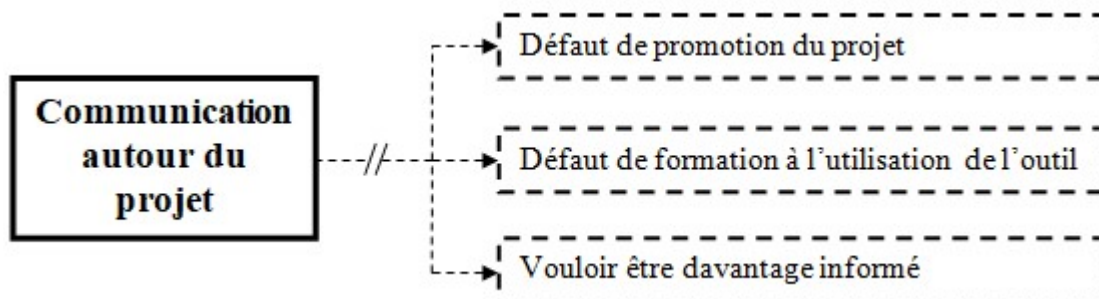 Communication
autour du
projet
//
Défaut de promotion du projet
Défaut de formation à l'utilisation de l'outil
Vouloir être davantage informé